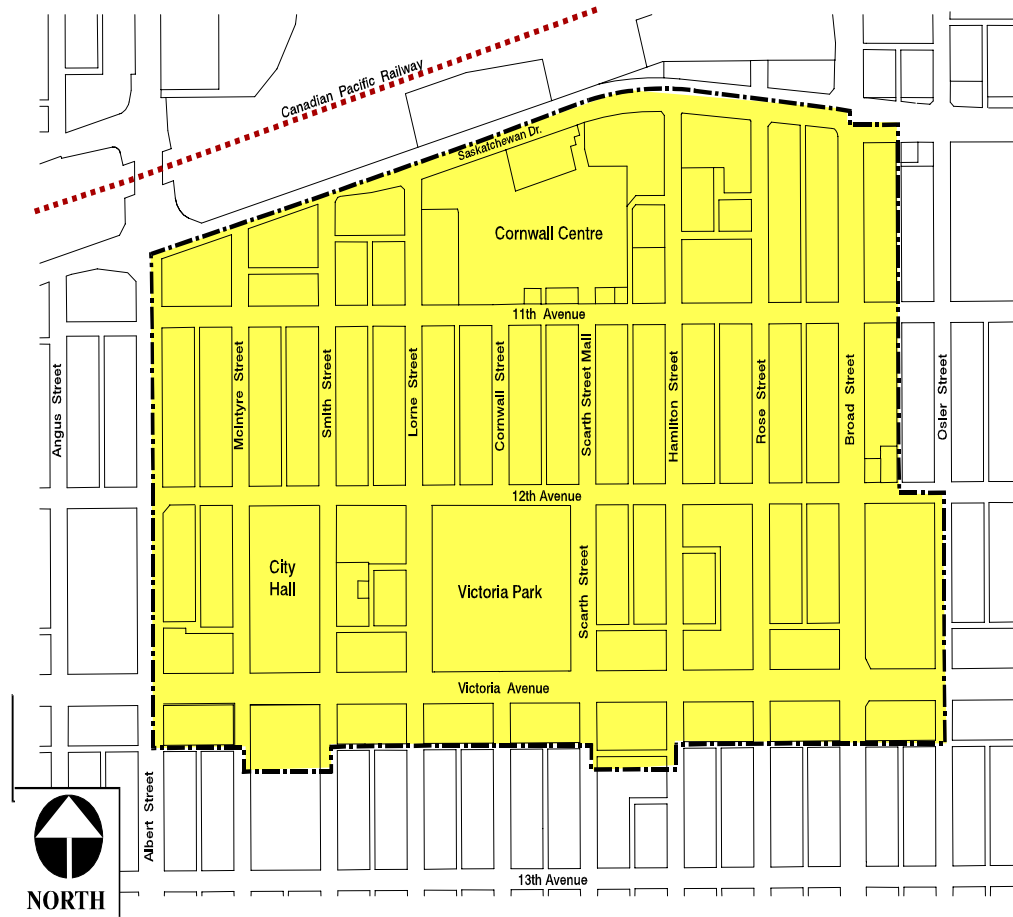 Canadian Pacific Railway
Saskatchewan Dr.
Cornwall Centre
11th Avenue
Angus Street
McIntyre Street
Smith Street
Lorne Street
Cornwall Street
Scarth Street Mall
Hamilton Street
Rose Street
Broad Street
Osler Street
12th Avenue
City
Hall
Victoria Park
Scarth Street
Victoria Avenue
Albert Street
13th Avenue
NORTH